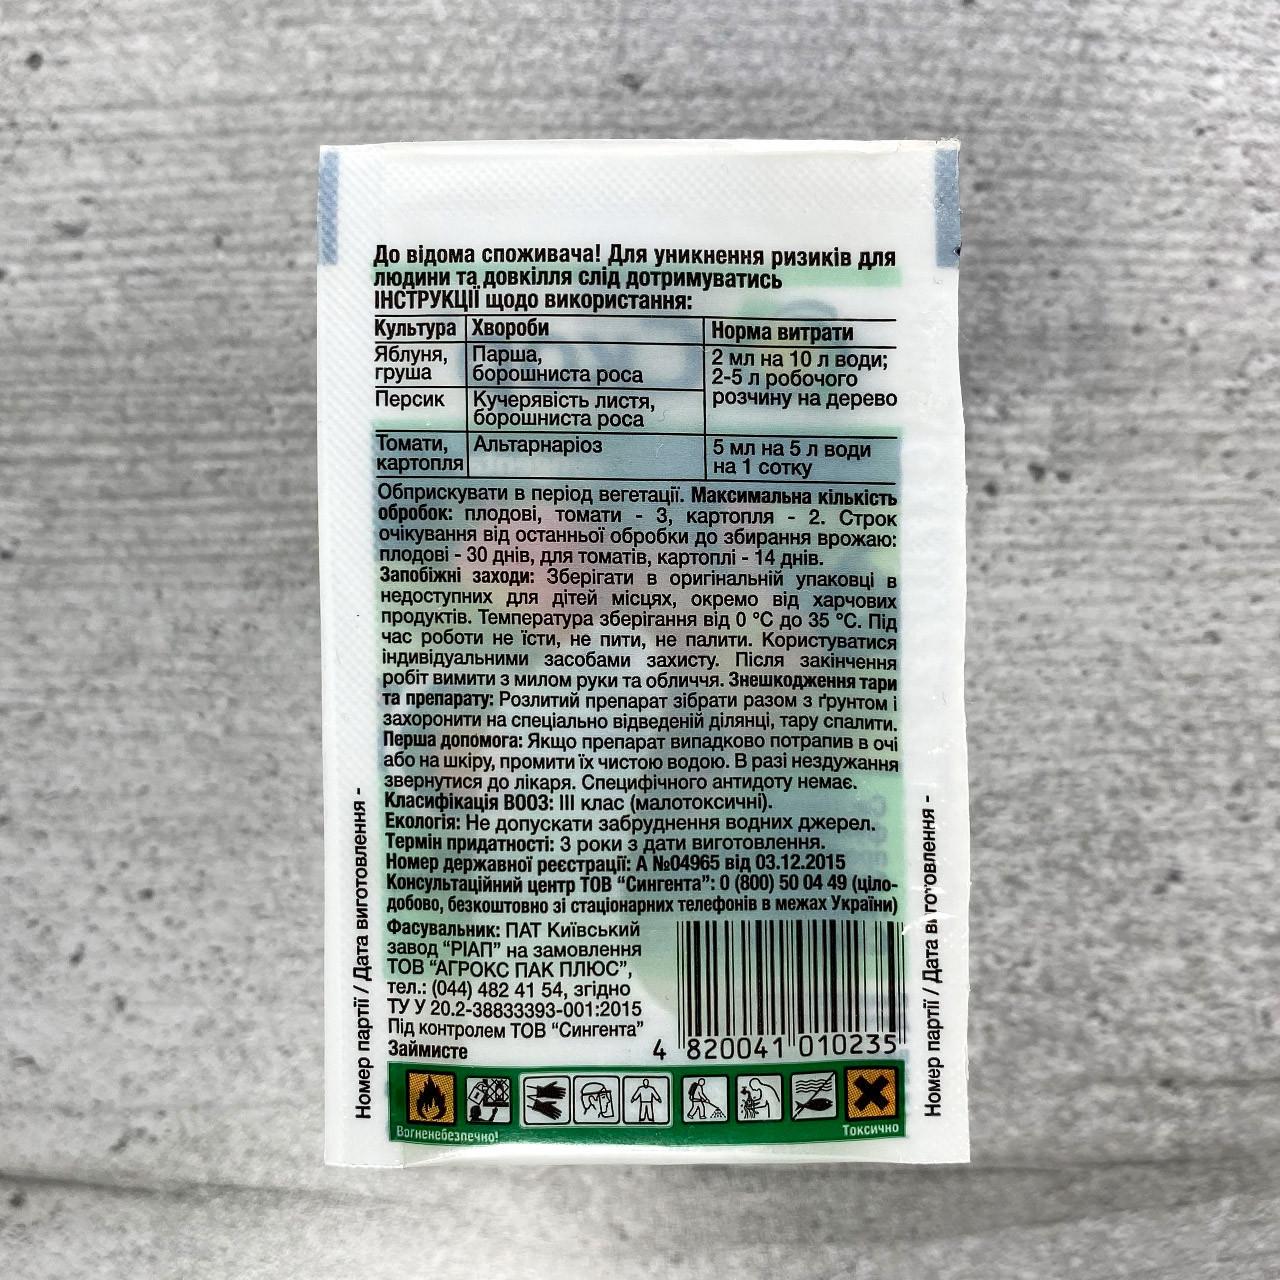 До відома споживача! Для уникнення ризиків для
людини та довкілля слід дотримуватись
ІНСТРУКЦІЇ щодо використання:
Культура Хвороби Норма витрати
Яблуня, груша Парша, борошниста роса 2 мл на 10 л води; 2-5 л робочого розчину на дерево
Персик Кучерявість листя, борошниста роса
Томати, картопля Альтарнаріоз 5 мл на 5 л води на 1 сотку
Обприскувати в період вегетації. Максимальна кількість
обробок: плодові, томати - 3, картопля - 2. Строк
очікування від останньої обробки до збирання врожаю:
плодові - 30 днів, для томатів, картоплі - 14 днів.
Запобіжні заходи: Зберігати в оригінальній упаковці в
недоступних для дітей місцях, окремо від харчових
продуктів. Температура зберігання від 0 °С до 35 °С. Під
час роботи не їсти, не пити, не палити. Користуватися
індивідуальними засобами захисту. Після закінчення
робіт вимити з милом руки та обличчя. Знешкодження тари
та препарату: Розлитий препарат зібрати разом з ґрунтом і
захоронити на спеціально відведеній ділянці, тару спалити.
Перша допомога: Якщо препарат випадково потрапив в очі
або на шкіру, промити їх чистою водою. В разі нездужання
звернутися до лікаря. Специфічного антидоту немає.
Класифікація ВООЗ: ІІІ клас (малотоксичні).
Екологія: Не допускати забруднення водних джерел.
Термін придатності: 3 роки з дати виготовлення.
Номер державної реєстрації: А №04965 від 03.12.2015
Консультаційний центр ТОВ "Сингента": 0 (800) 50 04 49 (ціло-
добово, безкоштовно зі стаціонарних телефонів в межах України)
Фасувальник: ПАТ Київський
завод "РІАП" на замовлення
ТОВ "АГРОКС ПАК ПЛЮС",
тел.: (044) 482 41 54, згідно
ТУ У 20.2-38833393-001:2015
Під контролем ТОВ "Сингента"
Займисте
4 820041 010235
Вогненебезпечно!
Токсично
Номер партії / Дата виготовлення -
Номер партії / Дата виготовлення -